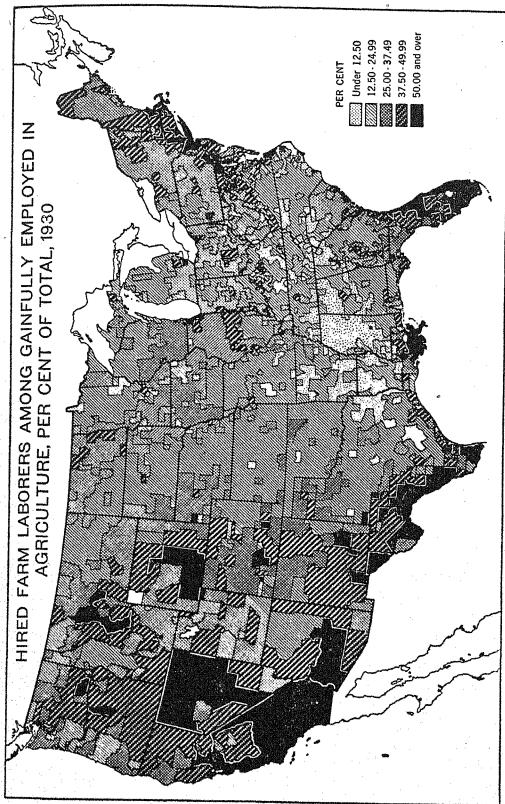 HIRED FARM LABORERS AMONG GAINFULLY EMPLOYED IN
AGRICULTURE, PER CENT OF TOTAL, 1930
PER CENT
Under 12.50
12.50 - 24.99
25.00 - 37.49
37.50 - 49.99
50.00 and over